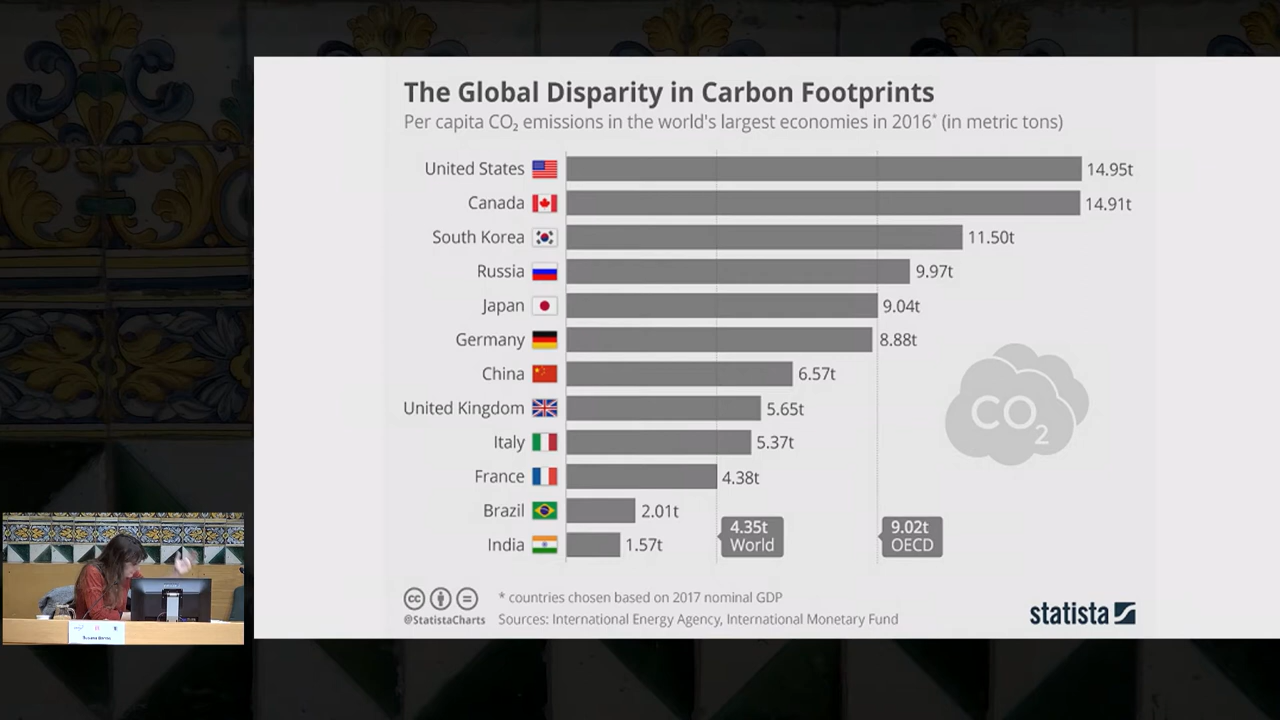 The Global Disparity in Carbon Footprints
Per capita CO₂ emissions in the world's largest economies in 2016* (in metric tons)
United States 14.95t
Canada 14.91t
South Korea 11.50t
Russia 9.97t
Japan 9.04t
Germany 8.88t
China 6.57t
United Kingdom 5.65t
Italy 5.37t
France 4.38t
Brazil 2.01t
India 1.57t
4.35t
World
9.02t
OECD
CO₂
* countries chosen based on 2017 nominal GDP
@StatistaCharts Sources: International Energy Agency, International Monetary Fund
cc
statista